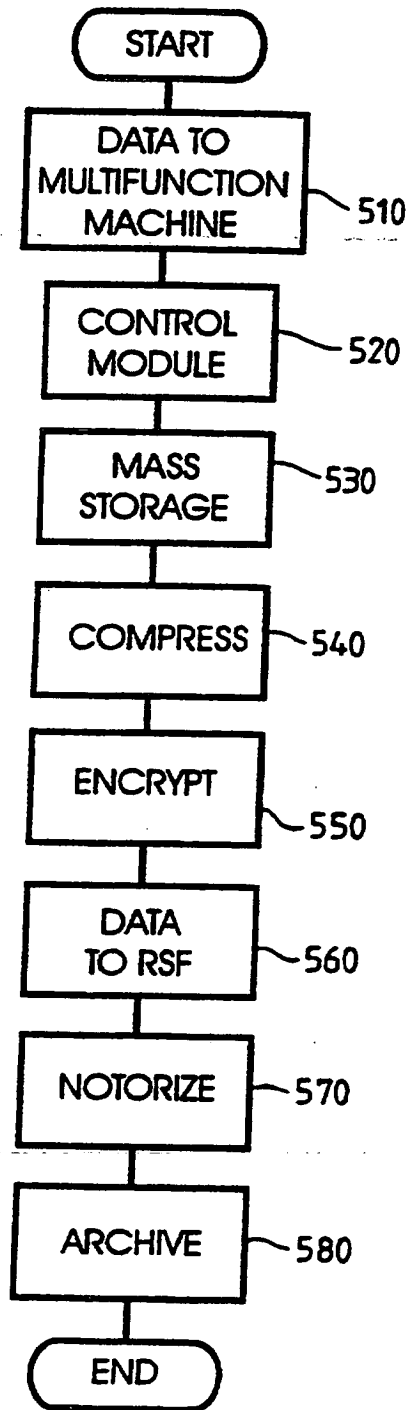 START
DATA TO
MULTIFUNCTION
MACHINE
510
CONTROL
MODULE
520
MASS
STORAGE
530
COMPRESS
540
ENCRYPT
550
DATA
TO RSF
560
NOTORIZE
570
ARCHIVE
580
END